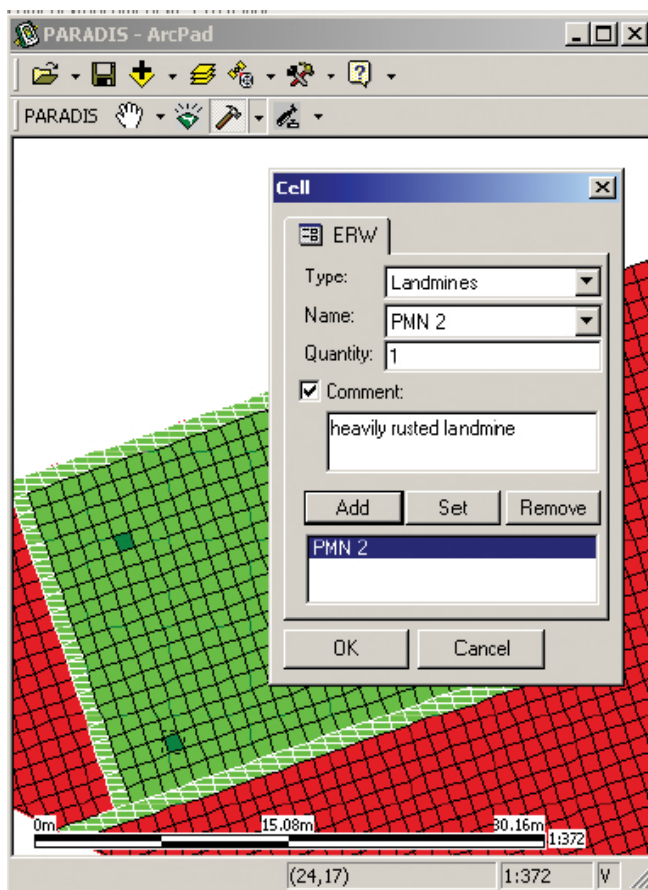 PARADIS - ArcPad
PARADIS
Cell
ERW
Type: Landmines
Name: PMN 2
Quantity: 1
Comment:
heavily rusted landmine
Add Set Remove
PMN 2
OK Cancel
0m 15.08m 30.16m
1:372
(24,17) 1:372 V